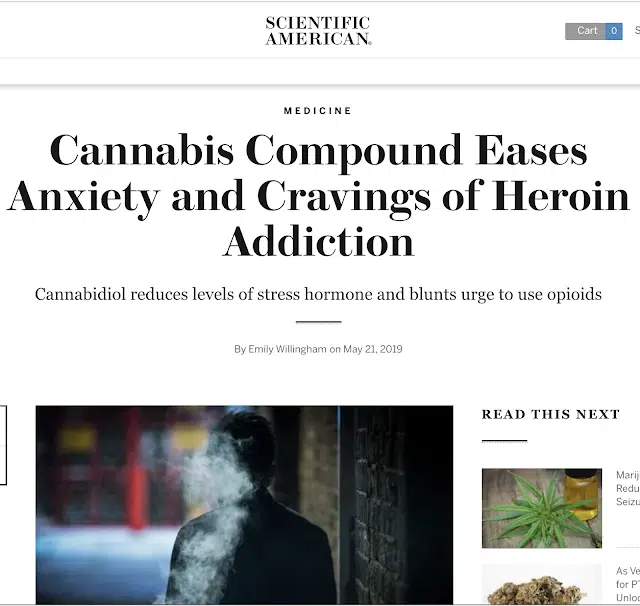 SCIENTIFIC
AMERICAN®
Cart 0
MEDICINE
Cannabis Compound Eases
Anxiety and Cravings of Heroin
Addiction
Cannabidiol reduces levels of stress hormone and blunts urge to use opioids
By Emily Willingham on May 21, 2019
READ THIS NEXT
Marij
Redu
Seizu
As Ve
for PT
Unloc